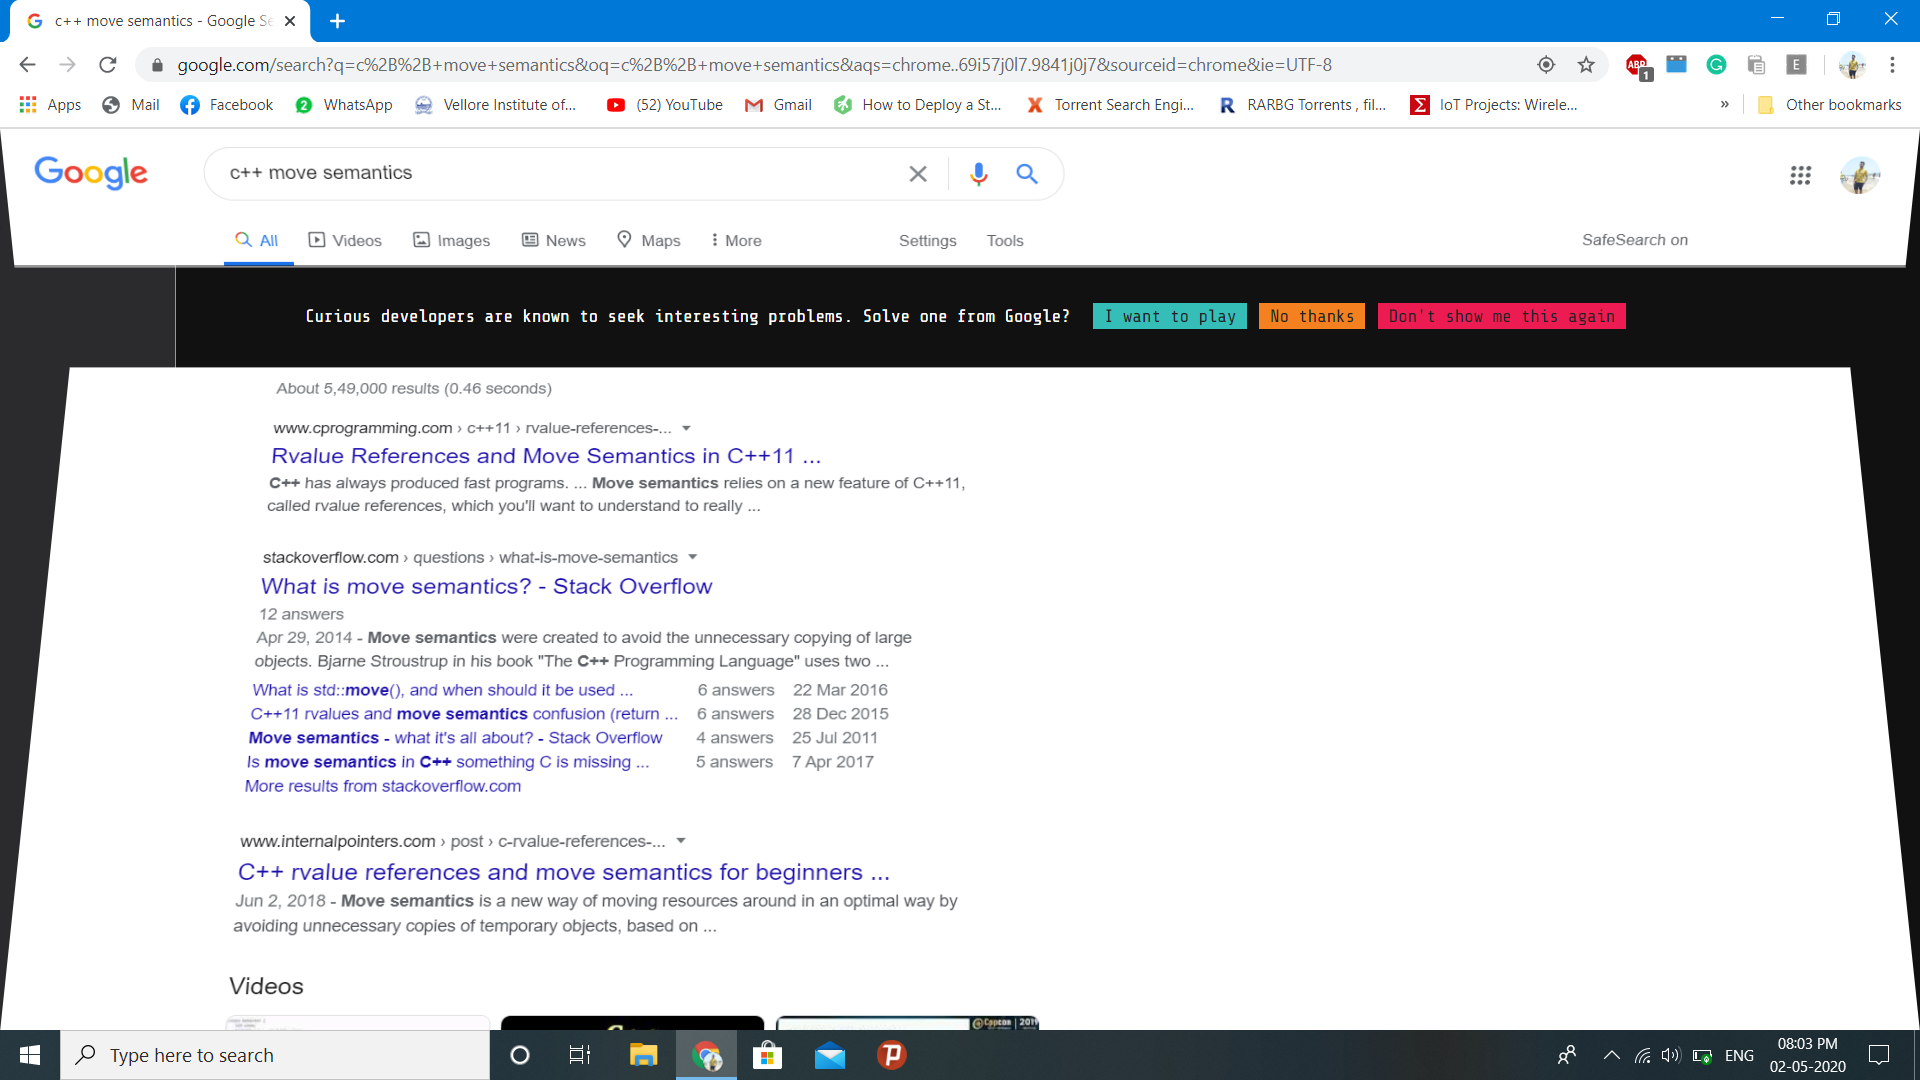 c++ move semantics - Google Se
google.com/search?q=c%2B%2B+move+semantics&oq=c%2B%2B+move+semantics&aqs=chrome..69i57j0l7.9841j0j7&sourceid=chrome&ie=UTF-8
ABP 1 E
Apps Mail 2 WhatsApp Facebook Vellore Institute of... (52) YouTube Gmail How to Deploy a St... Torrent Search Engi... RARBG Torrents , fil... IoT Projects: Wirele... » Other bookmarks
Google c++ move semantics
All Videos Images News Maps More Settings Tools SafeSearch on
Curious developers are known to seek interesting problems. Solve one from Google? I want to play No thanks Don't show me this again
About 5,49,000 results (0.46 seconds)
www.cprogramming.com › c++11 › rvalue-references-...
Rvalue References and Move Semantics in C++11 ...
C++ has always produced fast programs. ... Move semantics relies on a new feature of C++11,
called rvalue references, which you'll want to understand to really ...
stackoverflow.com › questions › what-is-move-semantics
What is move semantics? - Stack Overflow
12 answers
Apr 29, 2014 - Move semantics were created to avoid the unnecessary copying of large
objects. Bjarne Stroustrup in his book "The C++ Programming Language" uses two ...
What is std::move(), and when should it be used ... 6 answers 22 Mar 2016
C++11 rvalues and move semantics confusion (return ... 6 answers 28 Dec 2015
Move semantics - what it's all about? - Stack Overflow 4 answers 25 Jul 2011
Is move semantics in C++ something C is missing ... 5 answers 7 Apr 2017
More results from stackoverflow.com
www.internalpointers.com › post › c-rvalue-references-...
C++ rvalue references and move semantics for beginners ...
Jun 2, 2018 - Move semantics is a new way of moving resources around in an optimal way by
avoiding unnecessary copies of temporary objects, based on ...
Videos
Type here to search
ENG
08:03 PM
02-05-2020